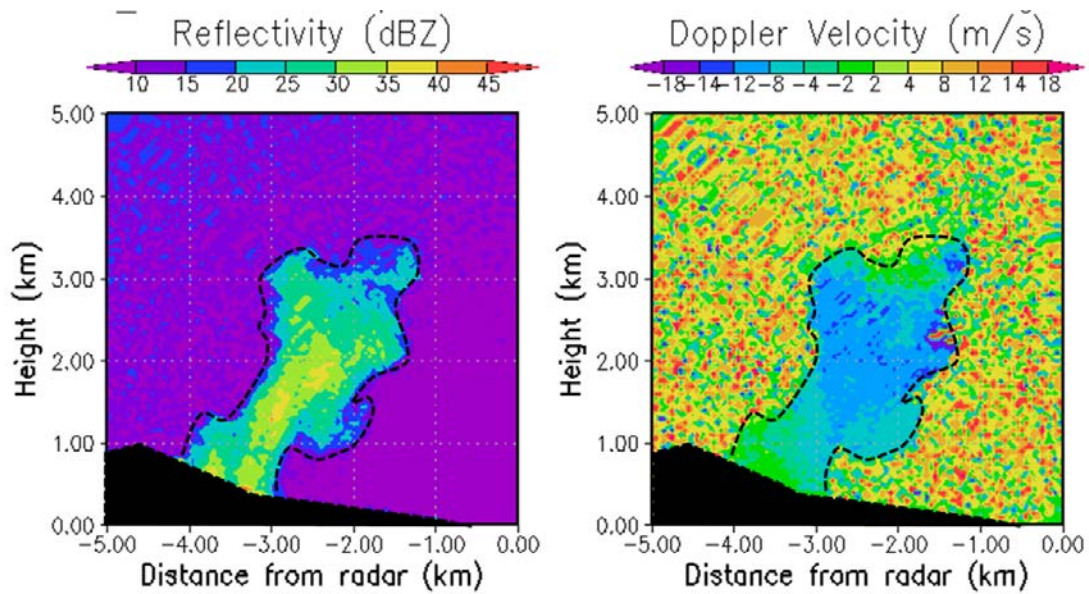 Reflectivity (dBZ)
10 15 20 25 30 35 40 45
5.00
4.00
3.00
2.00
1.00
0.00
Height (km)
-5.00 -4.00 -3.00 -2.00 -1.00 0.00
Distance from radar (km)
Doppler Velocity (m/s)
-18 -14 -12 -8 -4 -2 2 4 8 12 14 18
5.00
4.00
3.00
2.00
1.00
0.00
Height (km)
-5.00 -4.00 -3.00 -2.00 -1.00 0.00
Distance from radar (km)